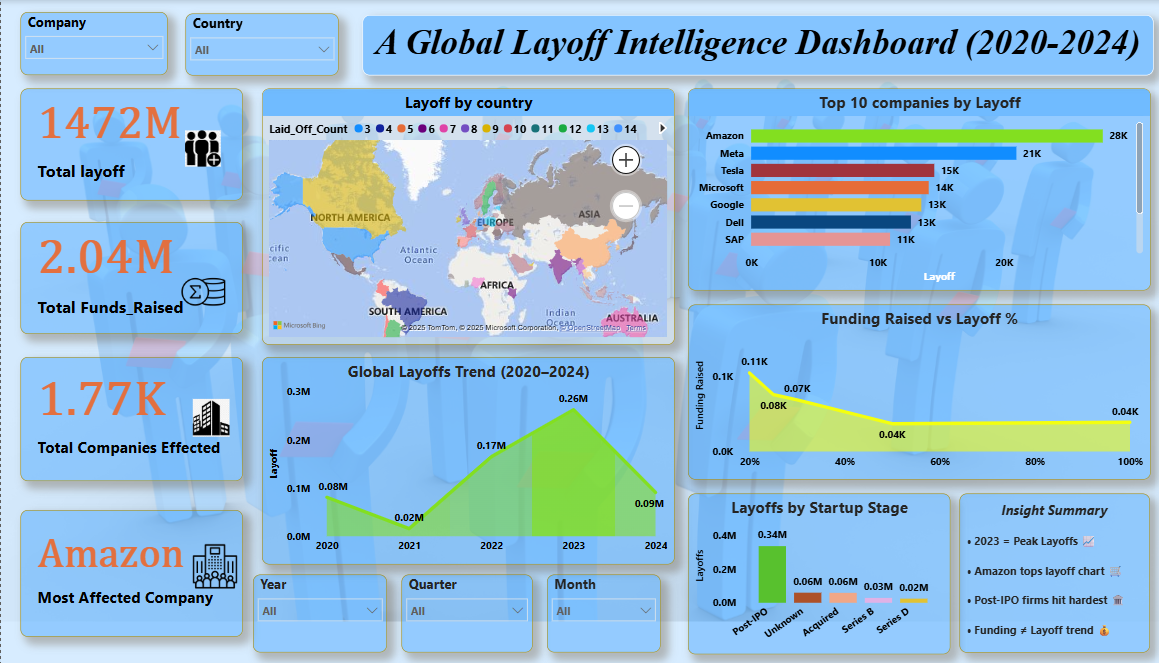 Company
All
Country
All
A Global Layoff Intelligence Dashboard (2020-2024)
1472M
Total layoff
2.04M
Total Funds_Raised
1.77K
Total Companies Effected
Amazon
Most Affected Company
Layoff by country
Laid_Off_Count 3 4 5 6 7 8 9 10 11 12 13 14
NORTH AMERICA
EUROPE
ASIA
cific
cean
Atlantic
Ocean
AFRICA
SOUTH AMERICA
Indian
Ocean
AUSTRALIA
Microsoft Bing
© 2025 TomTom, © 2025 Microsoft Corporation, © OpenStreetMap Terms
Top 10 companies by Layoff
Amazon 28K
Meta 21K
Tesla 15K
Microsoft 14K
Google 13K
Dell 13K
SAP 11K
0K 10K 20K
Layoff
Global Layoffs Trend (2020–2024)
Layoff
0.3M
0.2M
0.1M
0.0M
0.08M
0.02M
0.17M
0.26M
0.09M
2020 2021 2022 2023 2024
Funding Raised vs Layoff %
Funding Raised
0.1K
0.0K
0.11K
0.08K
0.07K
0.04K
0.04K
20% 40% 60% 80% 100%
Layoffs by Startup Stage
Layoffs
0.4M
0.2M
0.0M
0.34M
0.06M
0.06M
0.03M
0.02M
Post-IPO
Unknown
Acquired
Series B
Series D
Insight Summary
• 2023 = Peak Layoffs 📈
• Amazon tops layoff chart 🛒
• Post-IPO firms hit hardest 🗑
• Funding ≠ Layoff trend 💰
Year
All
Quarter
All
Month
All